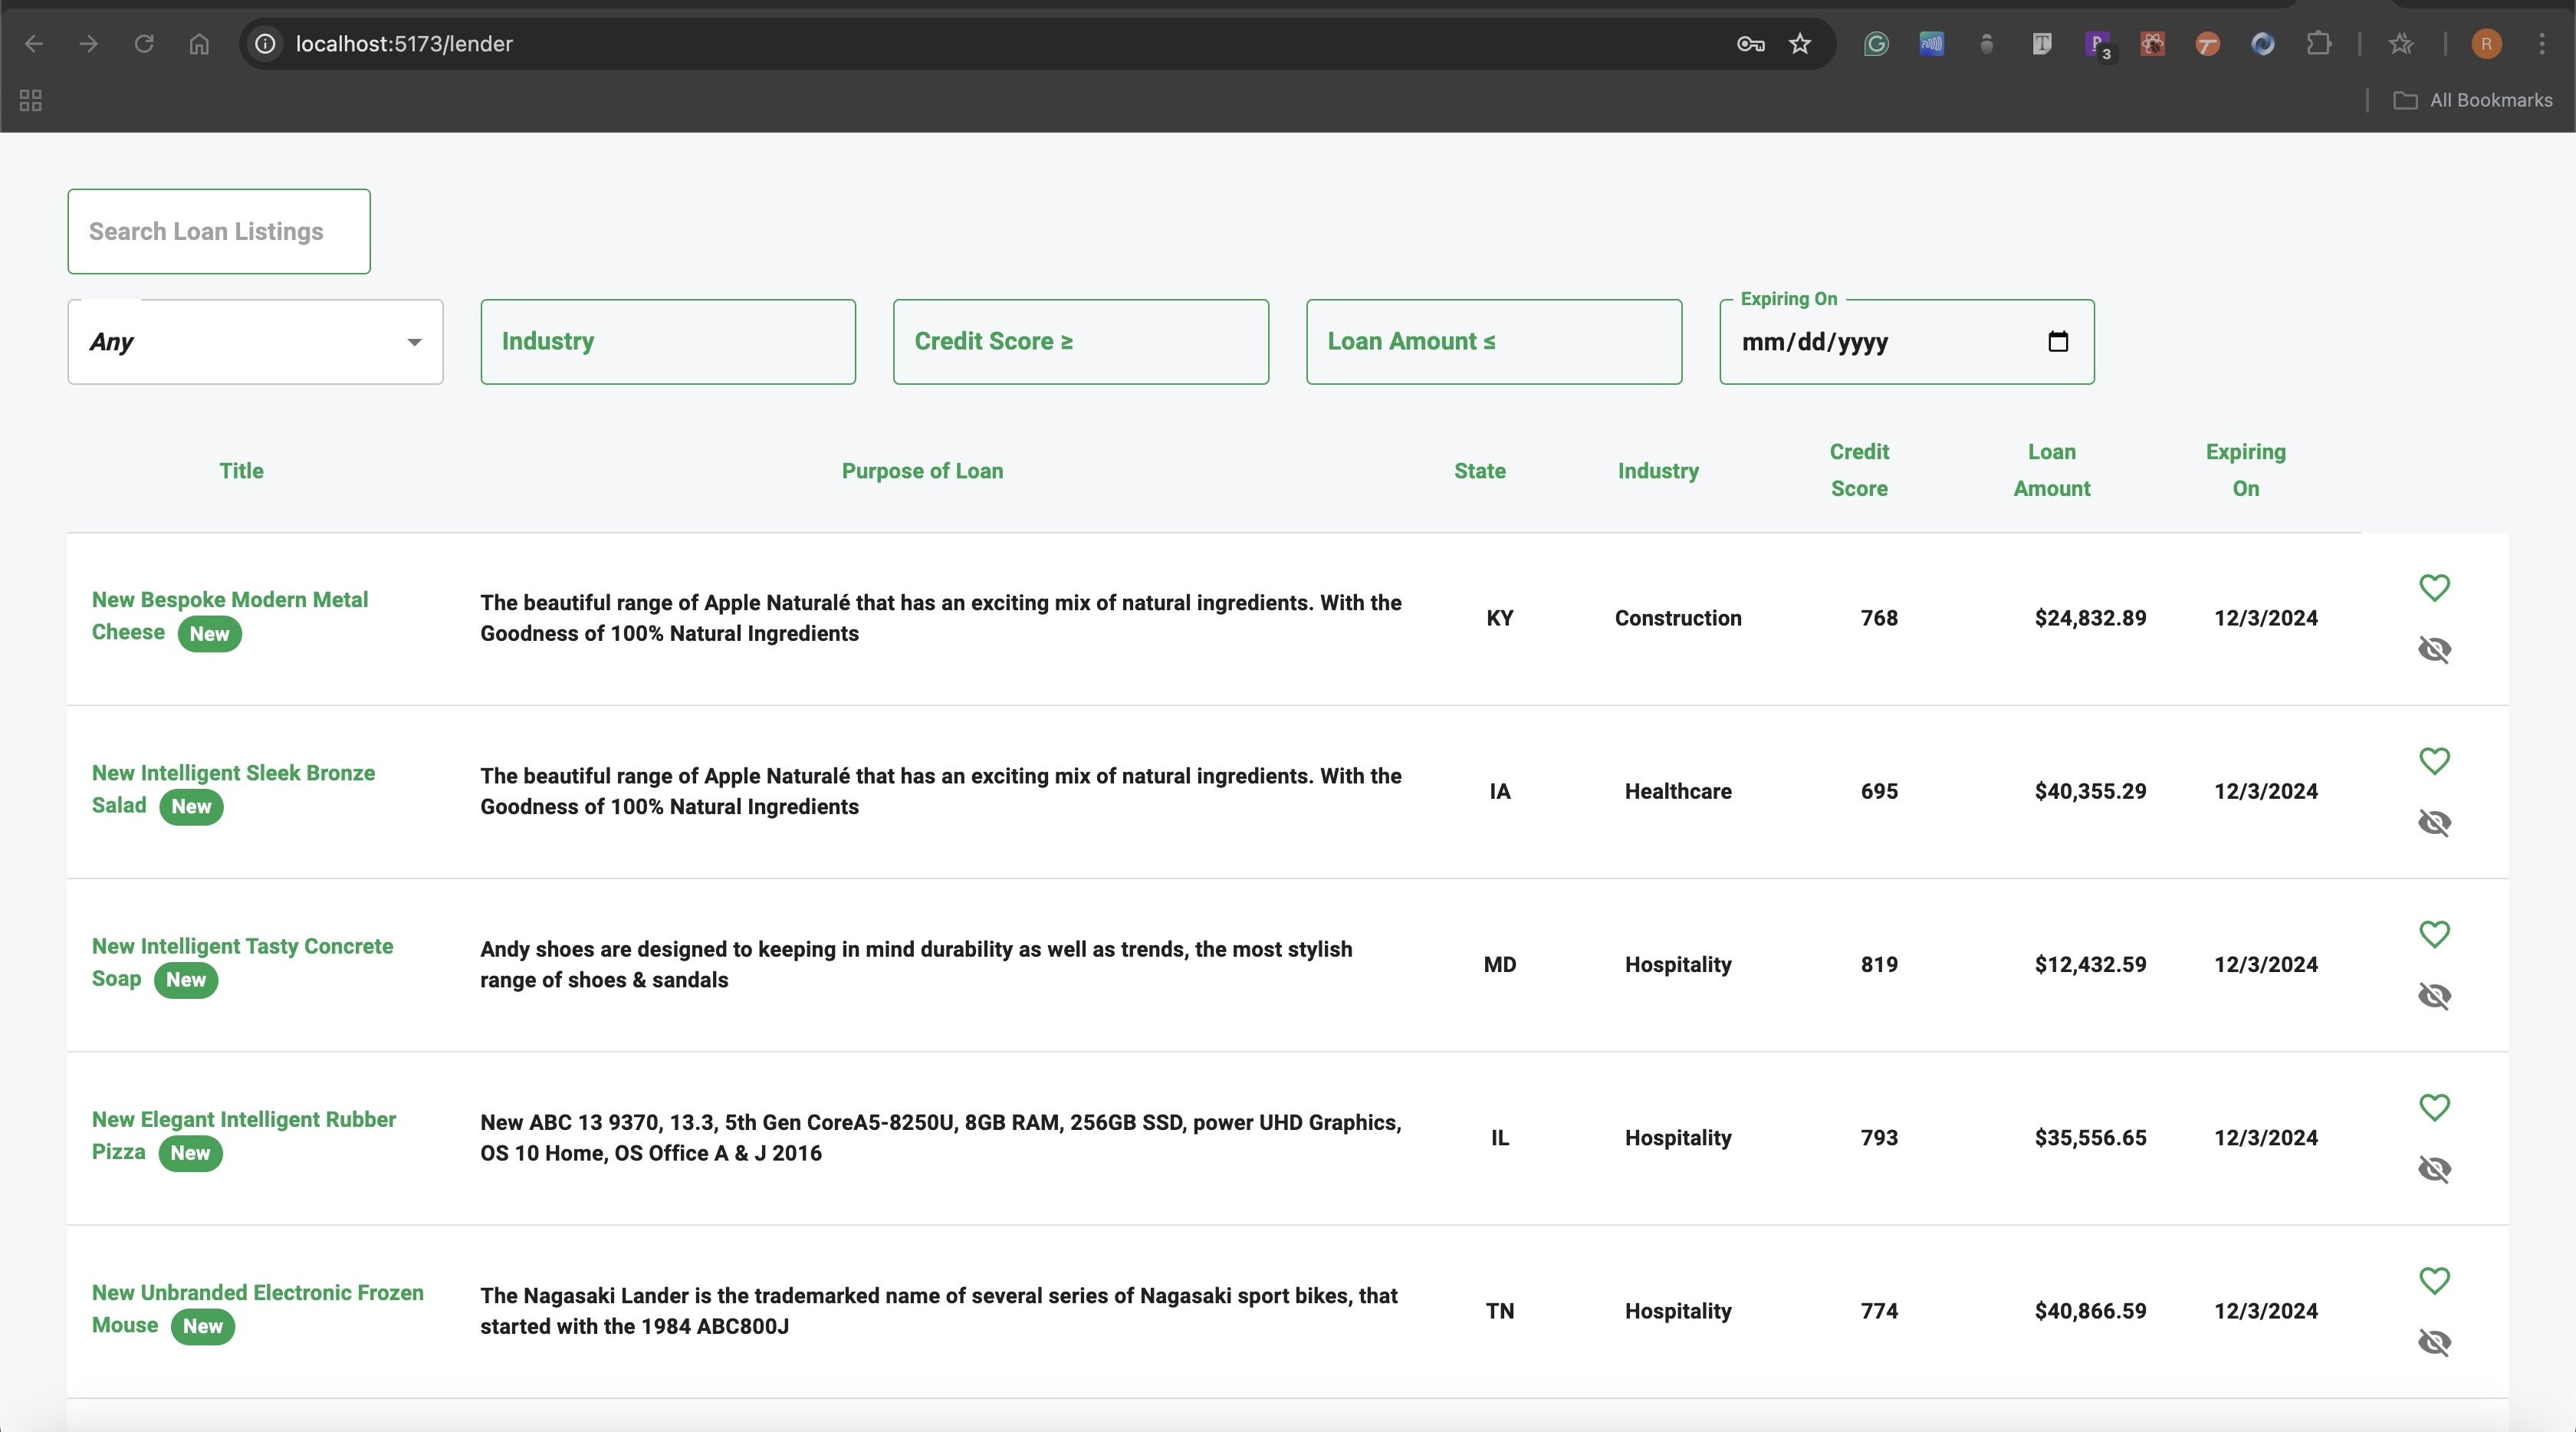 localhost:5173/lender
3
R
All Bookmarks
Search Loan Listings
Any
Industry
Credit Score ≥
Loan Amount ≤
Expiring On
mm/dd/yyyy
Title
Purpose of Loan
State
Industry
Credit
Score
Loan
Amount
Expiring
On
New Bespoke Modern Metal
Cheese New
The beautiful range of Apple Naturalé that has an exciting mix of natural ingredients. With the
Goodness of 100% Natural Ingredients
KY
Construction
768
$24,832.89
12/3/2024
New Intelligent Sleek Bronze
Salad New
The beautiful range of Apple Naturalé that has an exciting mix of natural ingredients. With the
Goodness of 100% Natural Ingredients
IA
Healthcare
695
$40,355.29
12/3/2024
New Intelligent Tasty Concrete
Soap New
Andy shoes are designed to keeping in mind durability as well as trends, the most stylish
range of shoes & sandals
MD
Hospitality
819
$12,432.59
12/3/2024
New Elegant Intelligent Rubber
Pizza New
New ABC 13 9370, 13.3, 5th Gen CoreA5-8250U, 8GB RAM, 256GB SSD, power UHD Graphics,
OS 10 Home, OS Office A & J 2016
IL
Hospitality
793
$35,556.65
12/3/2024
New Unbranded Electronic Frozen
Mouse New
The Nagasaki Lander is the trademarked name of several series of Nagasaki sport bikes, that
started with the 1984 ABC800J
TN
Hospitality
774
$40,866.59
12/3/2024